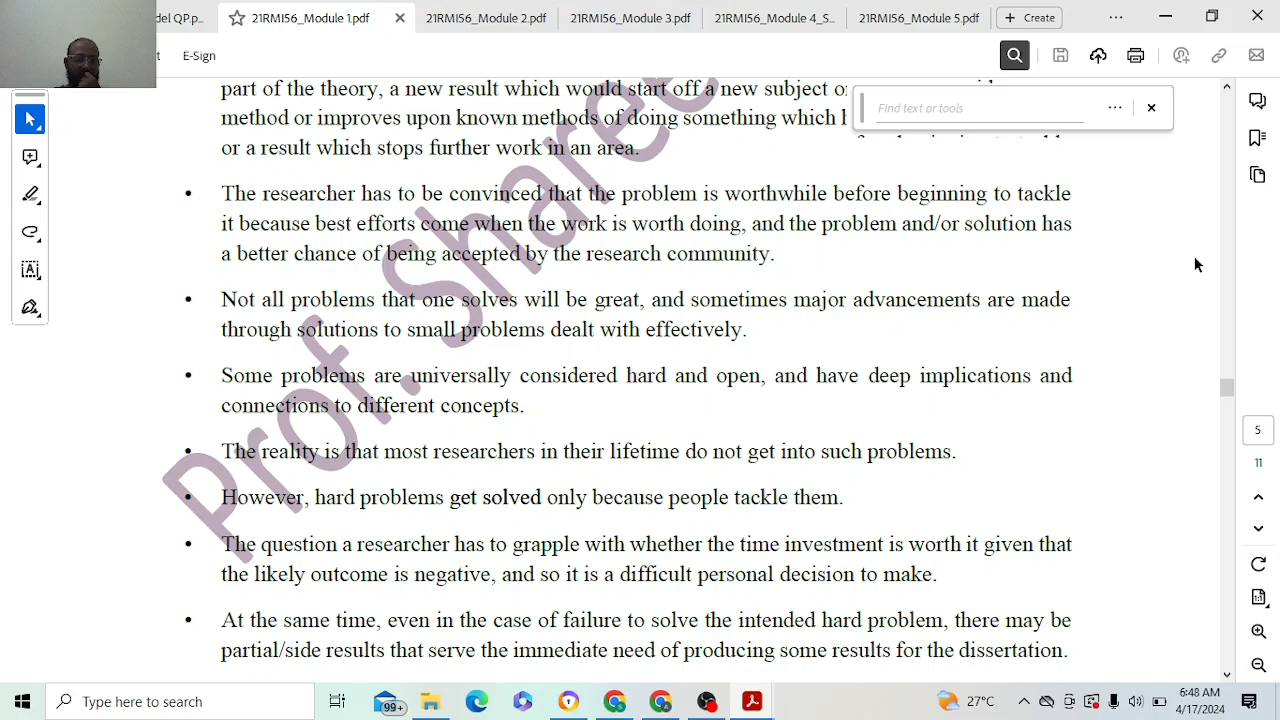 del QP.p...
21RMI56_Module 1.pdf
21RMI56_Module 2.pdf
21RMI56_Module 3.pdf
21RMI56_Module 4_S...
21RMI56_Module 5.pdf
+ Create
E-Sign
Find text or tools
part of the theory, a new result which would start off a new subject or
method or improves upon known methods of doing something which
or a result which stops further work in an area.
• The researcher has to be convinced that the problem is worthwhile before beginning to tackle
it because best efforts come when the work is worth doing, and the problem and/or solution has
a better chance of being accepted by the research community.
• Not all problems that one solves will be great, and sometimes major advancements are made
through solutions to small problems dealt with effectively.
• Some problems are universally considered hard and open, and have deep implications and
connections to different concepts.
• The reality is that most researchers in their lifetime do not get into such problems.
• However, hard problems get solved only because people tackle them.
• The question a researcher has to grapple with whether the time investment is worth it given that
the likely outcome is negative, and so it is a difficult personal decision to make.
• At the same time, even in the case of failure to solve the intended hard problem, there may be
partial/side results that serve the immediate need of producing some results for the dissertation.
Prof. Sharee
5
11
Type here to search
99+
27°C
6:48 AM
4/17/2024